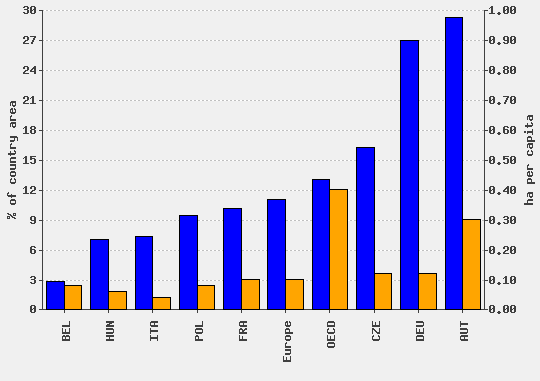 30
27
24
21
18
15
12
9
6
3
0
% of country area
1.00
0.90
0.80
0.70
0.60
0.50
0.40
0.30
0.20
0.10
0.00
ha per capita
BEL
HUN
ITA
POL
FRA
Europe
OECD
CZE
DEU
AUT